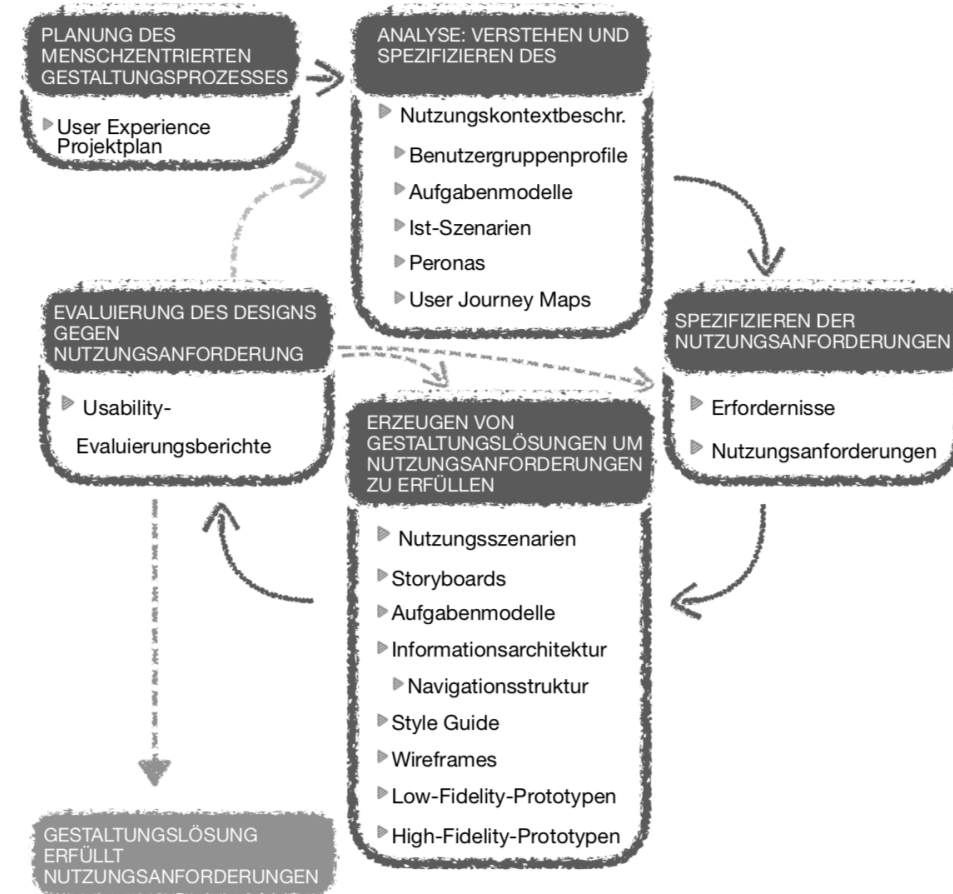 PLANUNG DES
MENSCHZENTRIERTEN
GESTALTUNGSPROZESSES
User Experience
Projektplan
ANALYSE: VERSTEHEN UND
SPEZIFIZIEREN DES
Nutzungskontextbeschr.
Benutzergruppenprofile
Aufgabenmodelle
Ist-Szenarien
Peronas
User Journey Maps
SPEZIFIZIEREN DER
NUTZUNGSANFORDERUNGEN
Erfordernisse
Nutzungsanforderungen
ERZEUGEN VON
GESTALTUNGSLÖSUNGEN UM
NUTZUNGSANFORDERUNGEN
ZU ERFÜLLEN
Nutzungsszenarien
Storyboards
Aufgabenmodelle
Informationsarchitektur
Navigationsstruktur
Style Guide
Wireframes
Low-Fidelity-Prototypen
High-Fidelity-Prototypen
EVALUIERUNG DES DESIGNS
GEGEN
NUTZUNGSANFORDERUNG
Usability-
Evaluierungsberichte
GESTALTUNGSLÖSUNG
ERFÜLLT
NUTZUNGSANFORDERUNGEN